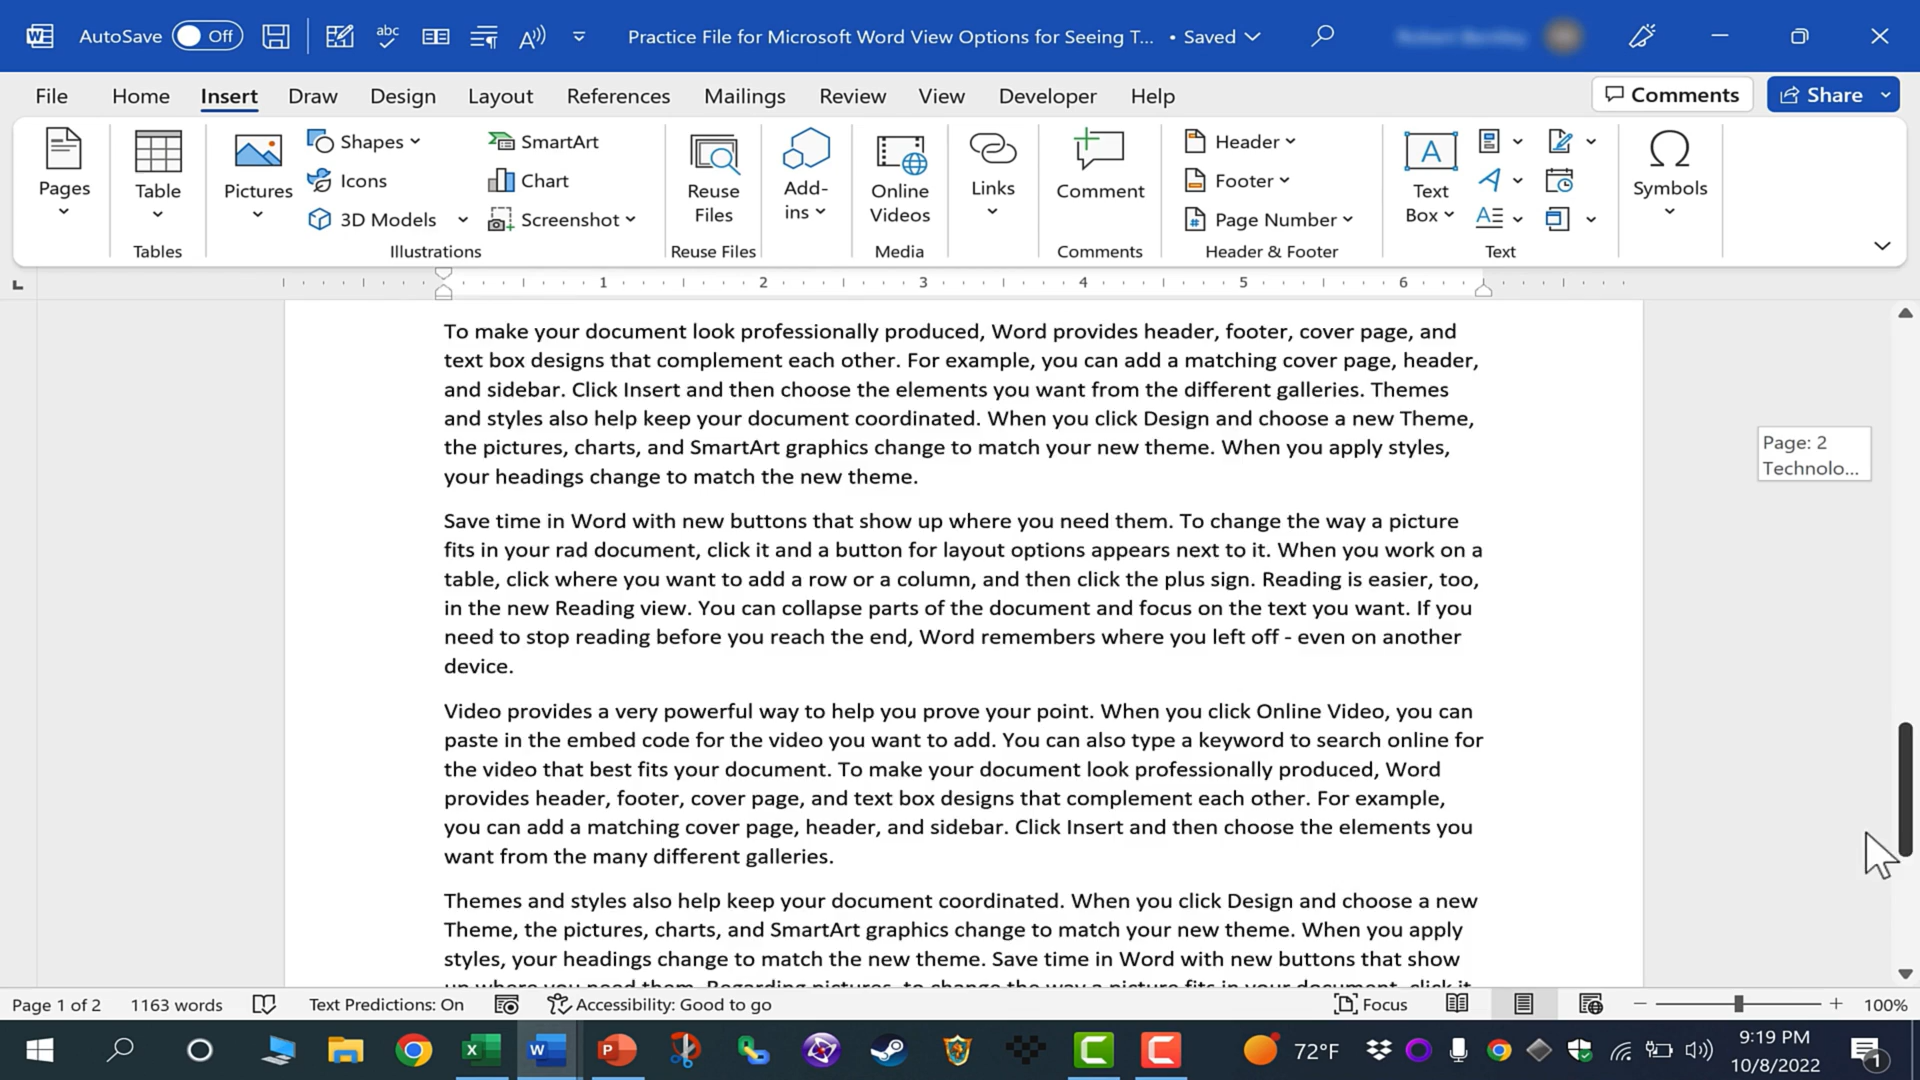 AutoSave Off Practice File for Microsoft Word View Options for Seeing T... • Saved
File Home Insert Draw Design Layout References Mailings Review View Developer Help Comments Share
Pages
Table
Tables
Pictures
Shapes
Icons
3D Models
SmartArt
Chart
Screenshot
Illustrations
Reuse
Files
Reuse Files
Add-
ins
Online
Videos
Media
Links
Comment
Comments
Header
Footer
Page Number
Header & Footer
Text
Box
Text
Symbols
1 2 3 4 5 6
To make your document look professionally produced, Word provides header, footer, cover page, and
text box designs that complement each other. For example, you can add a matching cover page, header,
and sidebar. Click Insert and then choose the elements you want from the different galleries. Themes
and styles also help keep your document coordinated. When you click Design and choose a new Theme,
the pictures, charts, and SmartArt graphics change to match your new theme. When you apply styles,
your headings change to match the new theme.
Page: 2
Technolo...
Save time in Word with new buttons that show up where you need them. To change the way a picture
fits in your rad document, click it and a button for layout options appears next to it. When you work on a
table, click where you want to add a row or a column, and then click the plus sign. Reading is easier, too,
in the new Reading view. You can collapse parts of the document and focus on the text you want. If you
need to stop reading before you reach the end, Word remembers where you left off - even on another
device.
Video provides a very powerful way to help you prove your point. When you click Online Video, you can
paste in the embed code for the video you want to add. You can also type a keyword to search online for
the video that best fits your document. To make your document look professionally produced, Word
provides header, footer, cover page, and text box designs that complement each other. For example,
you can add a matching cover page, header, and sidebar. Click Insert and then choose the elements you
want from the many different galleries.
Themes and styles also help keep your document coordinated. When you click Design and choose a new
Theme, the pictures, charts, and SmartArt graphics change to match your new theme. When you apply
styles, your headings change to match the new theme. Save time in Word with new buttons that show
up where you need them. Regarding pictures, to change the way a picture fits in your document, click it
Page 1 of 2 1163 words Text Predictions: On Accessibility: Good to go Focus 100%
72°F
9:19 PM
10/8/2022
1